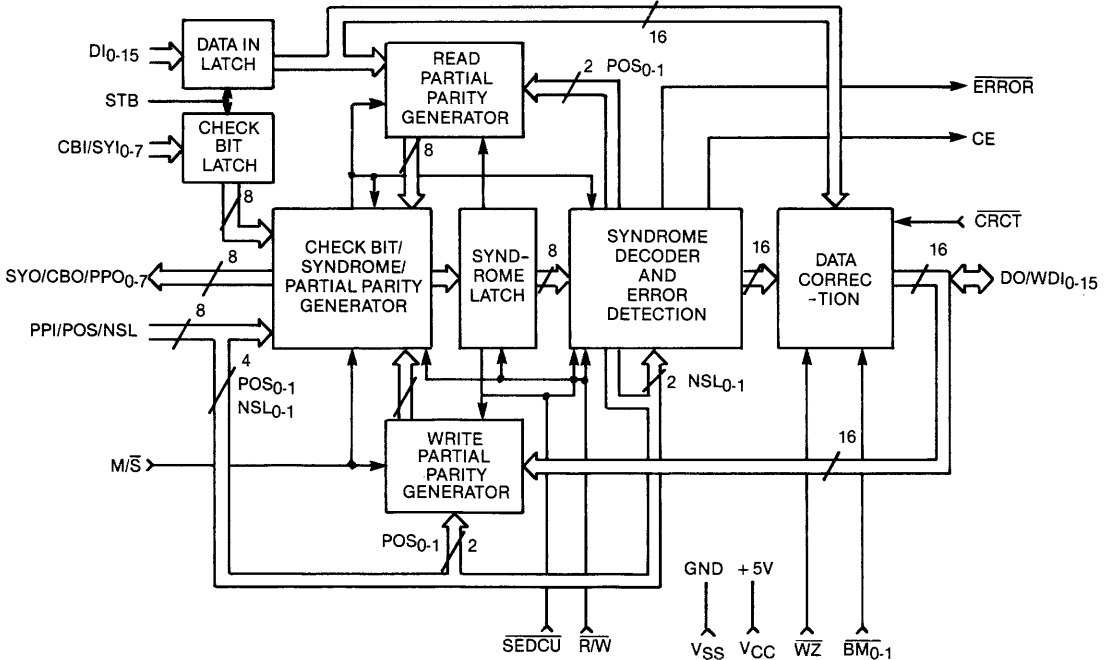 16
DI0-15
DATA IN
LATCH
READ
PARTIAL
PARITY
GENERATOR
2 POS0-1
ERROR
STB
CHECK
BIT
LATCH
CBI/SYI0-7
CE
8
8
CRCT
CHECK BIT/
SYNDROME/
PARTIAL PARITY
GENERATOR
SYND-
ROME
LATCH
SYNDROME
DECODER
AND
ERROR
DETECTION
DATA
CORREC
-TION
8
8
16
16
SYO/CBO/PPO0-7
DO/WDI0-15
PPI/POS/NSL
8
4
POS0-1
NSL0-1
2 NSL0-1
M/S̅
WRITE
PARTIAL
PARITY
GENERATOR
16
POS0-1
2
GND
+5V
SEDCU
R/W
VSS
VCC
WZ
BM0-1